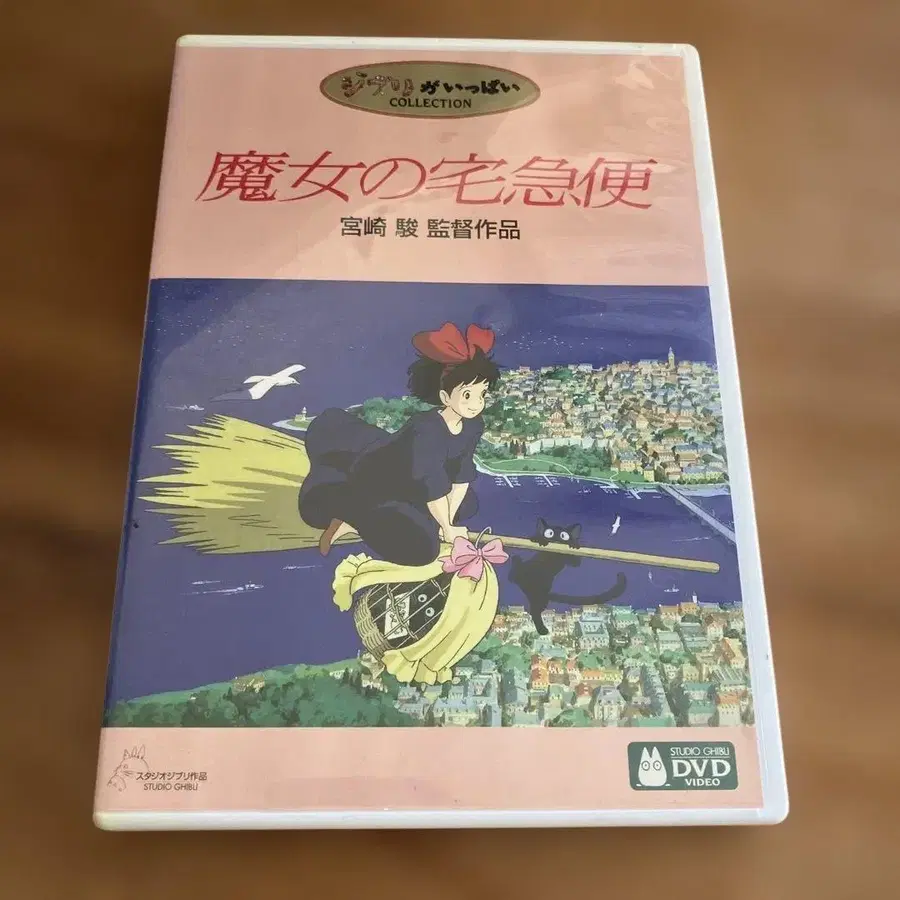 ジブリがいっぱい
COLLECTION
魔女の宅急便
宮崎 駿 監督作品
スタジオジブリ作品
STUDIO GHIBLI
STUDIO GHIBLI
DVD
VIDEO